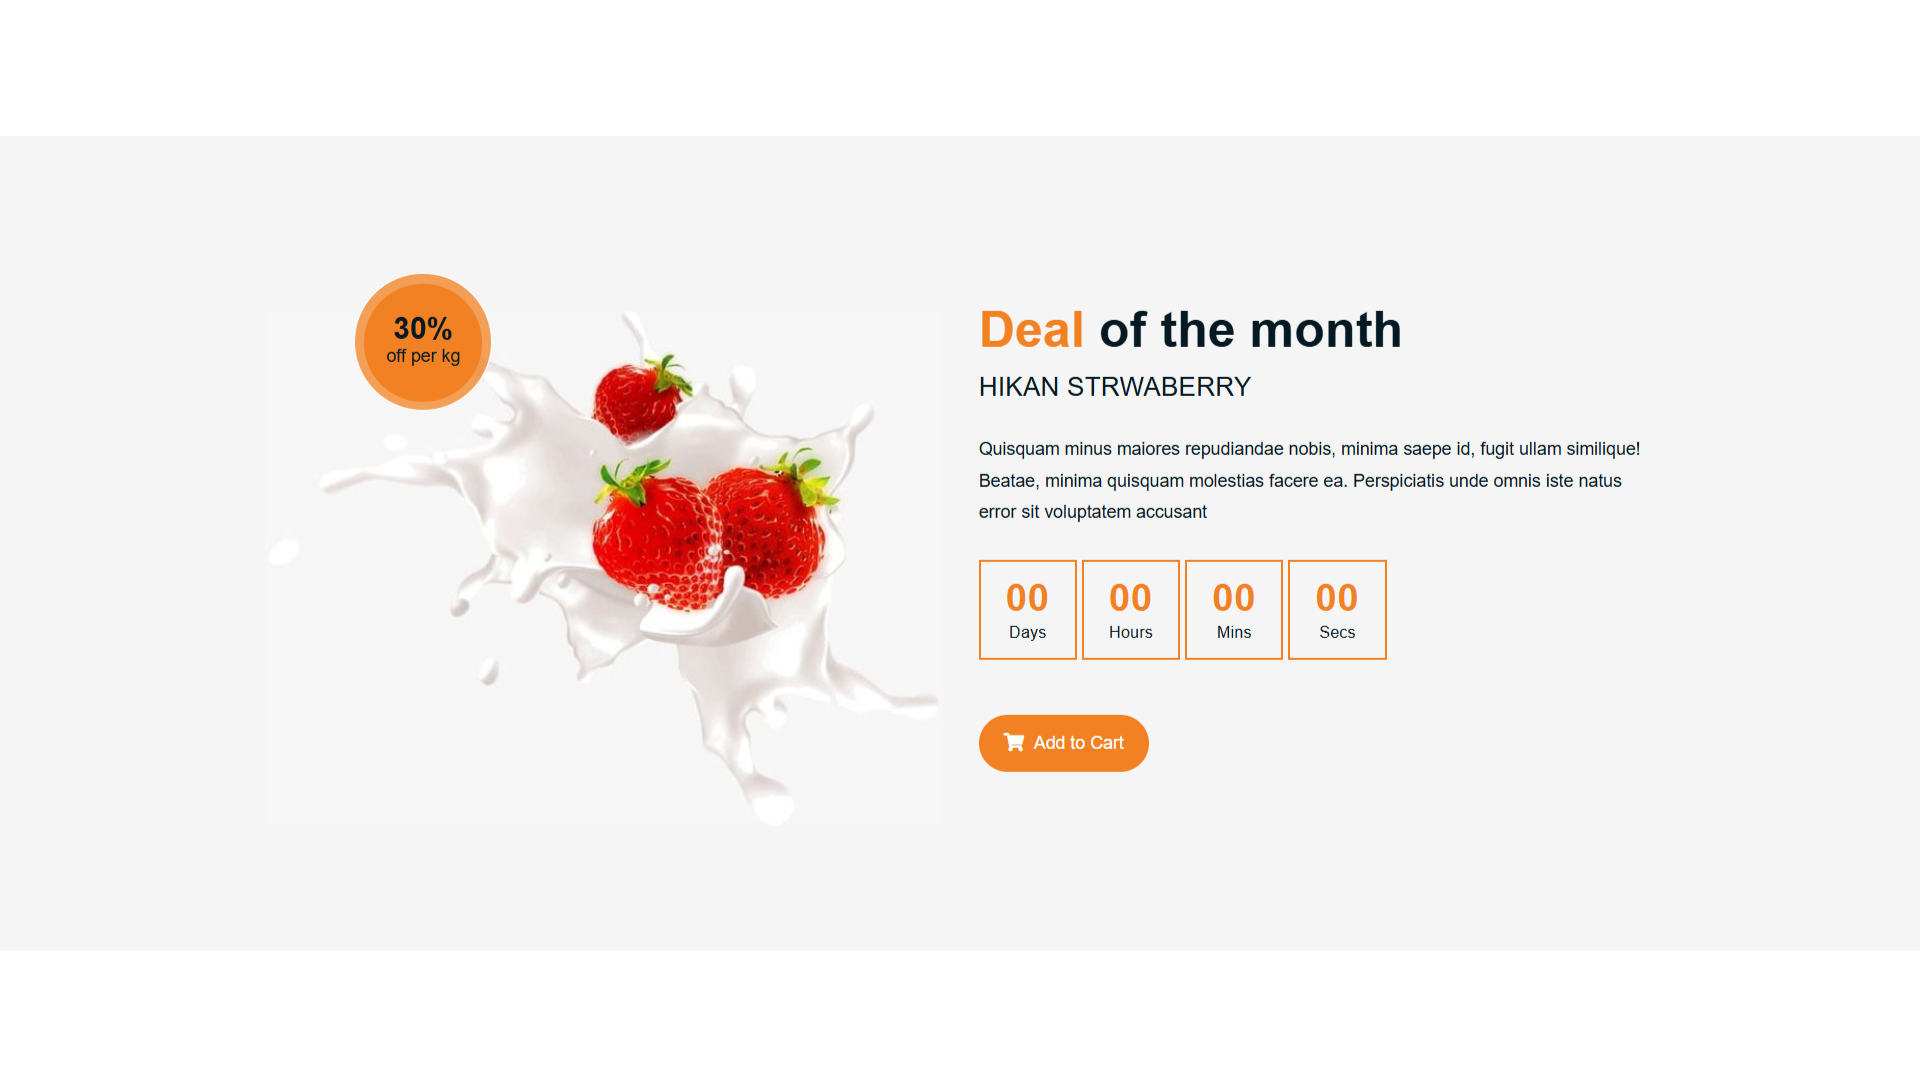 30%
off per kg
Deal of the month
HIKAN STRWABERRY
Quisquam minus maiores repudiandae nobis, minima saepe id, fugit ullam similique!
Beatae, minima quisquam molestias facere ea. Perspiciatis unde omnis iste natus
error sit voluptatem accusant
00 00 00 00
Days Hours Mins Secs
Add to Cart